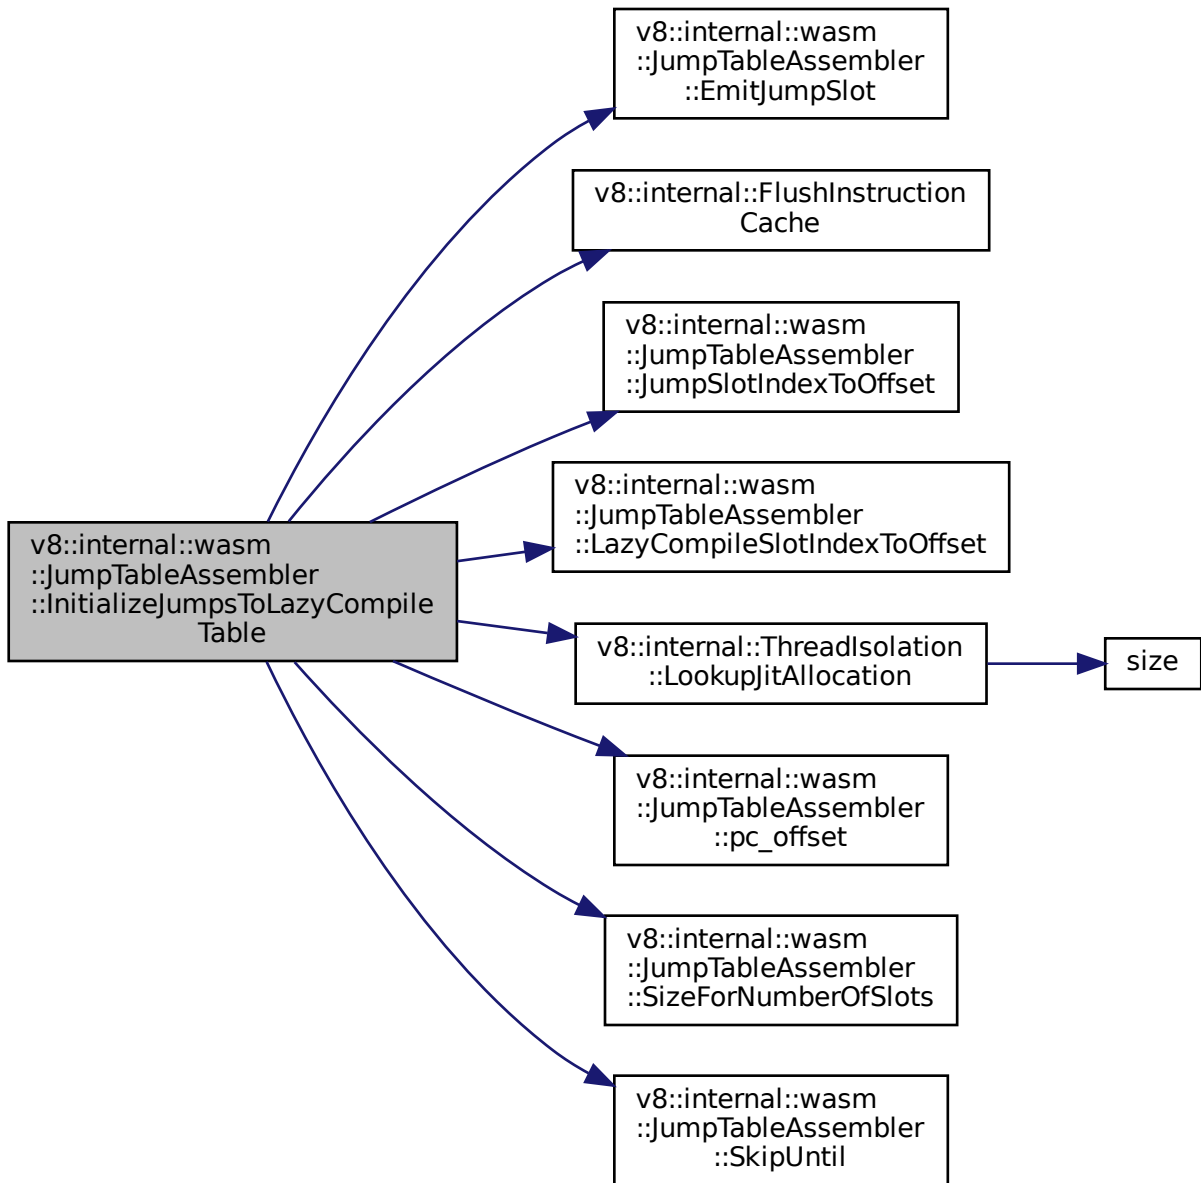 v8::internal::wasm
::JumpTableAssembler
::EmitJumpSlot
v8::internal::FlushInstruction
Cache
v8::internal::wasm
::JumpTableAssembler
::JumpSlotIndexToOffset
v8::internal::wasm
::JumpTableAssembler
::LazyCompileSlotIndexToOffset
v8::internal::wasm
::JumpTableAssembler
::InitializeJumpsToLazyCompile
Table
v8::internal::ThreadIsolation
::LookupJitAllocation
size
v8::internal::wasm
::JumpTableAssembler
::pc_offset
v8::internal::wasm
::JumpTableAssembler
::SizeForNumberOfSlots
v8::internal::wasm
::JumpTableAssembler
::SkipUntil